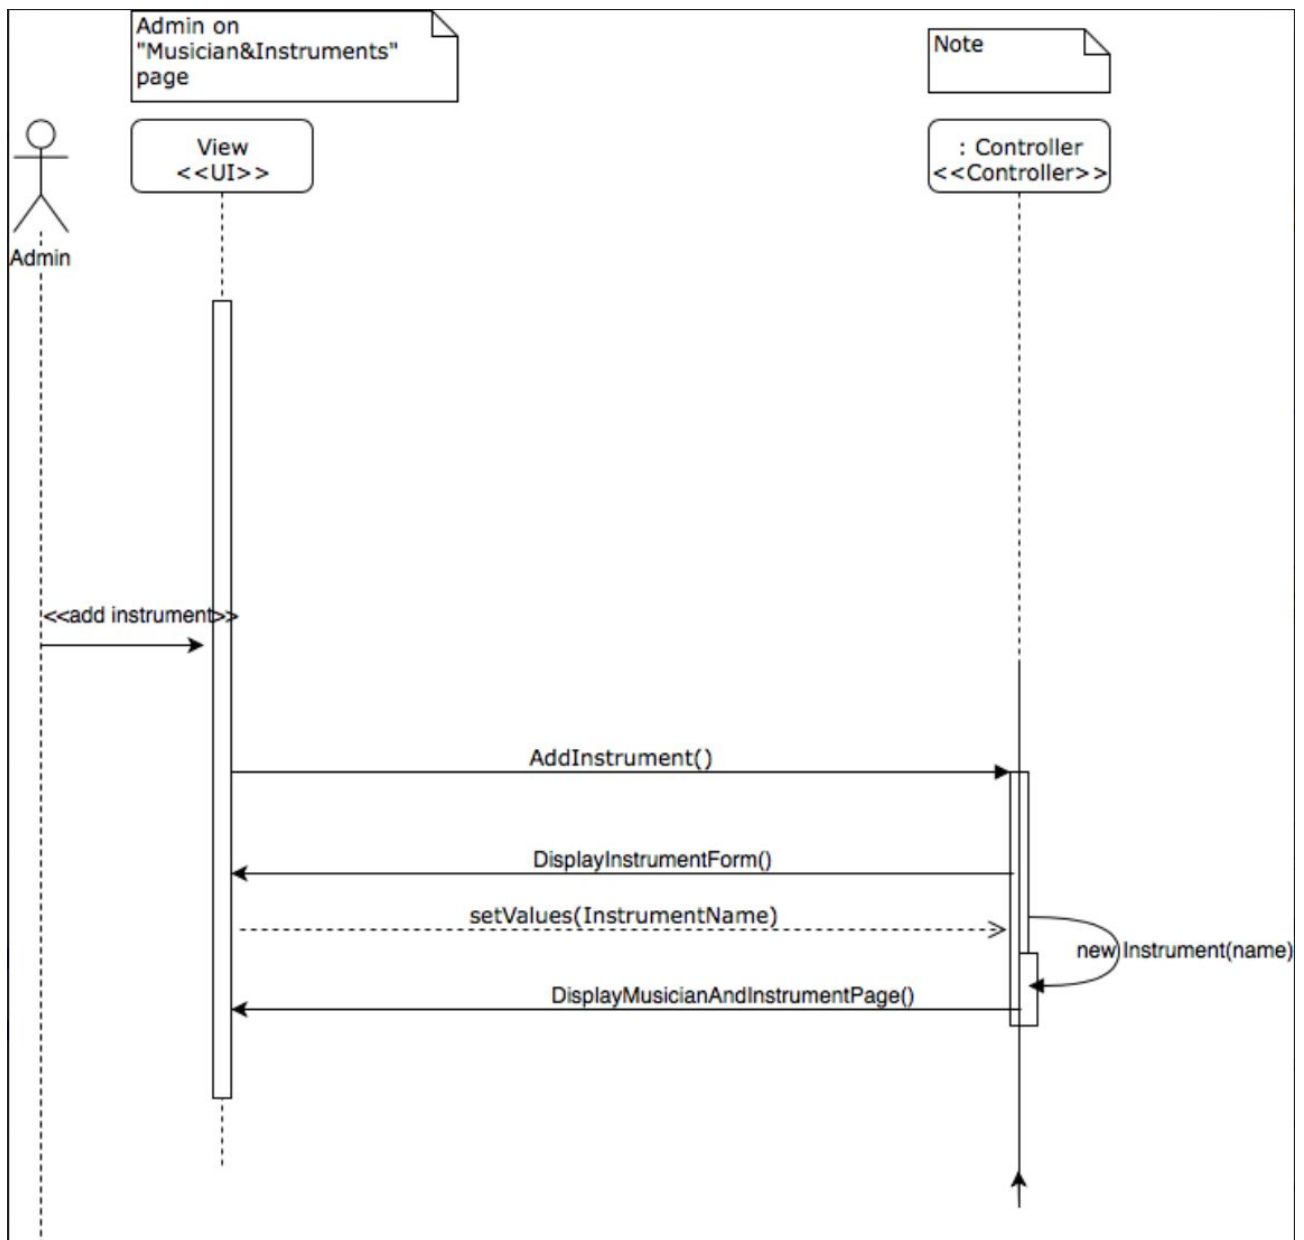 Admin on
"Musician&Instruments"
page
Note
View
<<UI>>
: Controller
<<Controller>>
Admin
<<add instrument>>
AddInstrument()
DisplayInstrumentForm()
setValues(InstrumentName)
new Instrument(name)
DisplayMusicianAndInstrumentPage()